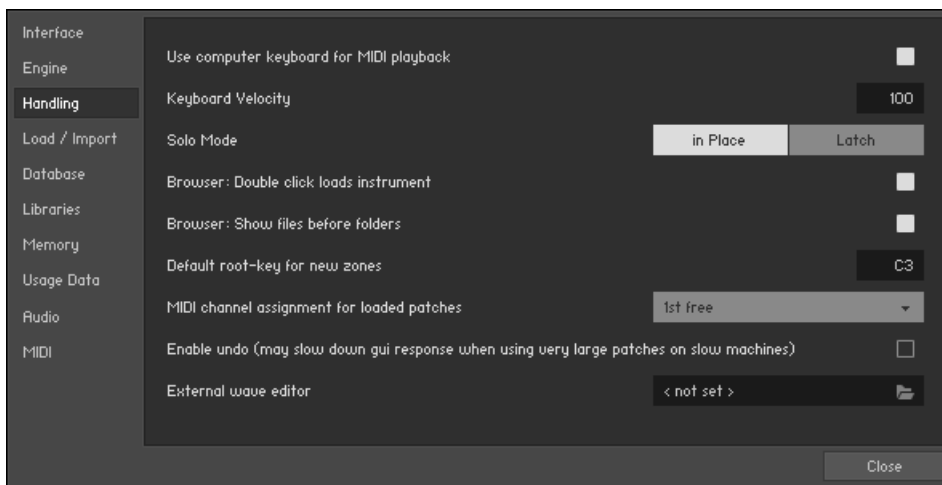 Interface
Engine
Handling
Load / Import
Database
Libraries
Memory
Usage Data
Audio
MIDI
Use computer keyboard for MIDI playback
Keyboard Velocity 100
Solo Mode in Place Latch
Browser: Double click loads instrument
Browser: Show files before folders
Default root-key for new zones C3
MIDI channel assignment for loaded patches 1st free
Enable undo (may slow down gui response when using very large patches on slow machines)
External wave editor < not set >
Close